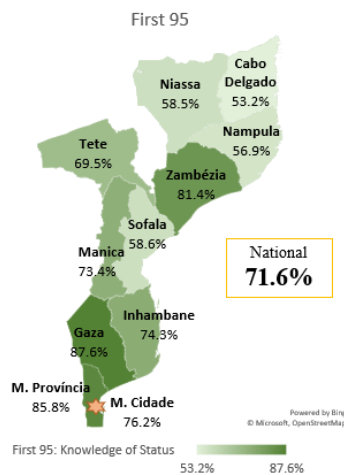 First 95
Cabo
Delgado
53.2%
Niassa
58.5%
Nampula
56.9%
Tete
69.5%
Zambézia
81.4%
Sofala
58.6%
Manica
73.4%
National
71.6%
Inhambane
74.3%
Gaza
87.6%
M. Província
85.8%
M. Cidade
76.2%
Powered by Bing
© Microsoft, OpenStreetMap
First 95: Knowledge of Status
53.2%
87.6%